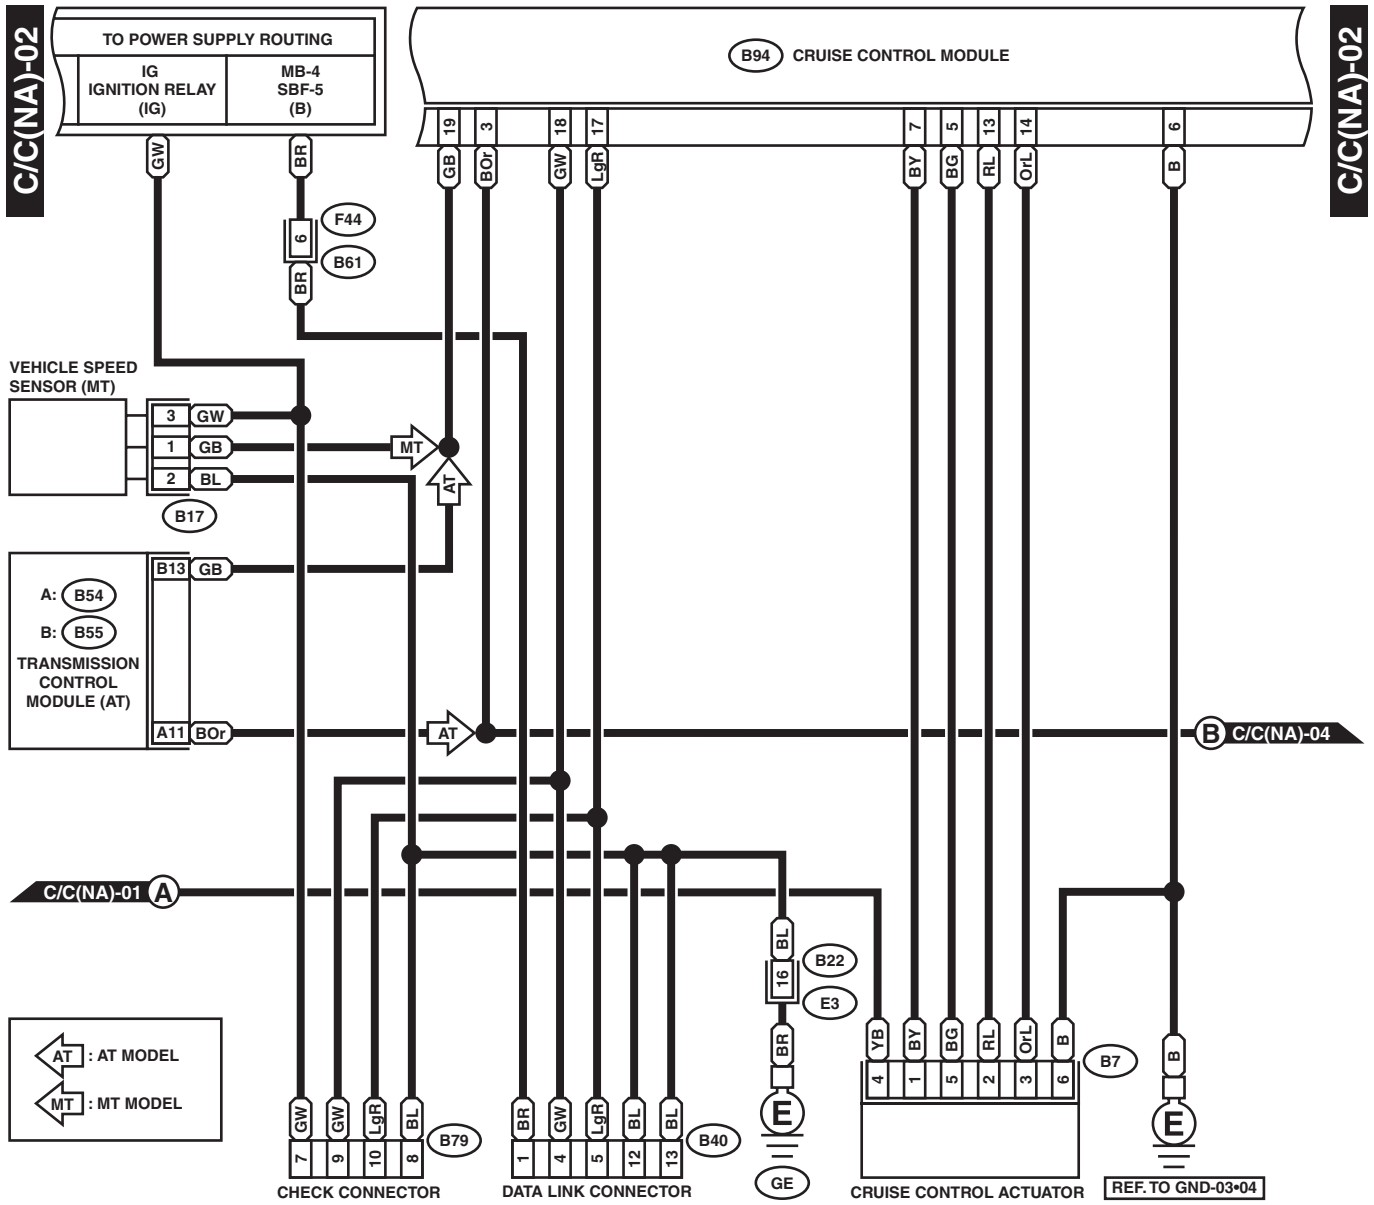 C/C(NA)-02
TO POWER SUPPLY ROUTING
IG
IGNITION RELAY
(IG)
MB-4
SBF-5
(B)
B94 CRUISE CONTROL MODULE
C/C(NA)-02
19 3 18 17 7 5 13 14 6
GW BR GB BOr GW LgR BY BG RL OrL B
F44
6
B61
BR
VEHICLE SPEED
SENSOR (MT)
3 GW
1 GB MT
2 BL AT
B17
B13 GB
A: B54
B: B55
TRANSMISSION
CONTROL
MODULE (AT)
A11 BOr AT B C/C(NA)-04
C/C(NA)-01 A
BL
B22
16
E3
BR
E
GE
YB BY BG RL OrL B
B7
4 1 5 2 3 6
CRUISE CONTROL ACTUATOR
B
E
REF. TO GND-03•04
AT : AT MODEL
MT : MT MODEL
GW GW LgR BL
B79
7 9 10 8
CHECK CONNECTOR
BR GW LgR BL BL
B40
1 4 5 12 13
DATA LINK CONNECTOR